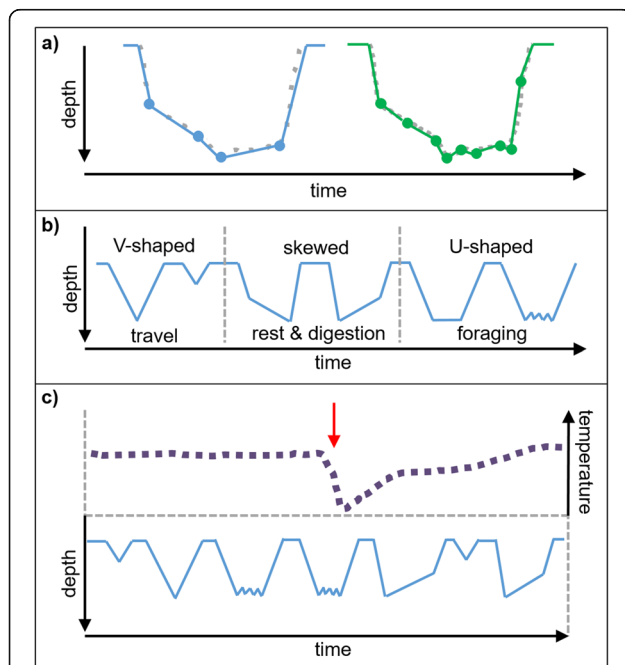 a)
depth
time
b)
V-shaped
skewed
U-shaped
depth
travel
rest & digestion
foraging
time
c)
temperature
depth
time